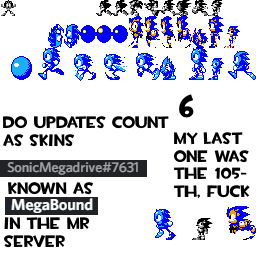 6
DO UPDATES COUNT
AS SKINS
SonicMegadrive#7631
KNOWN AS
MegaBound
IN THE MR
SERVER
MY LAST
ONE WAS
THE 105-
TH, FUCK